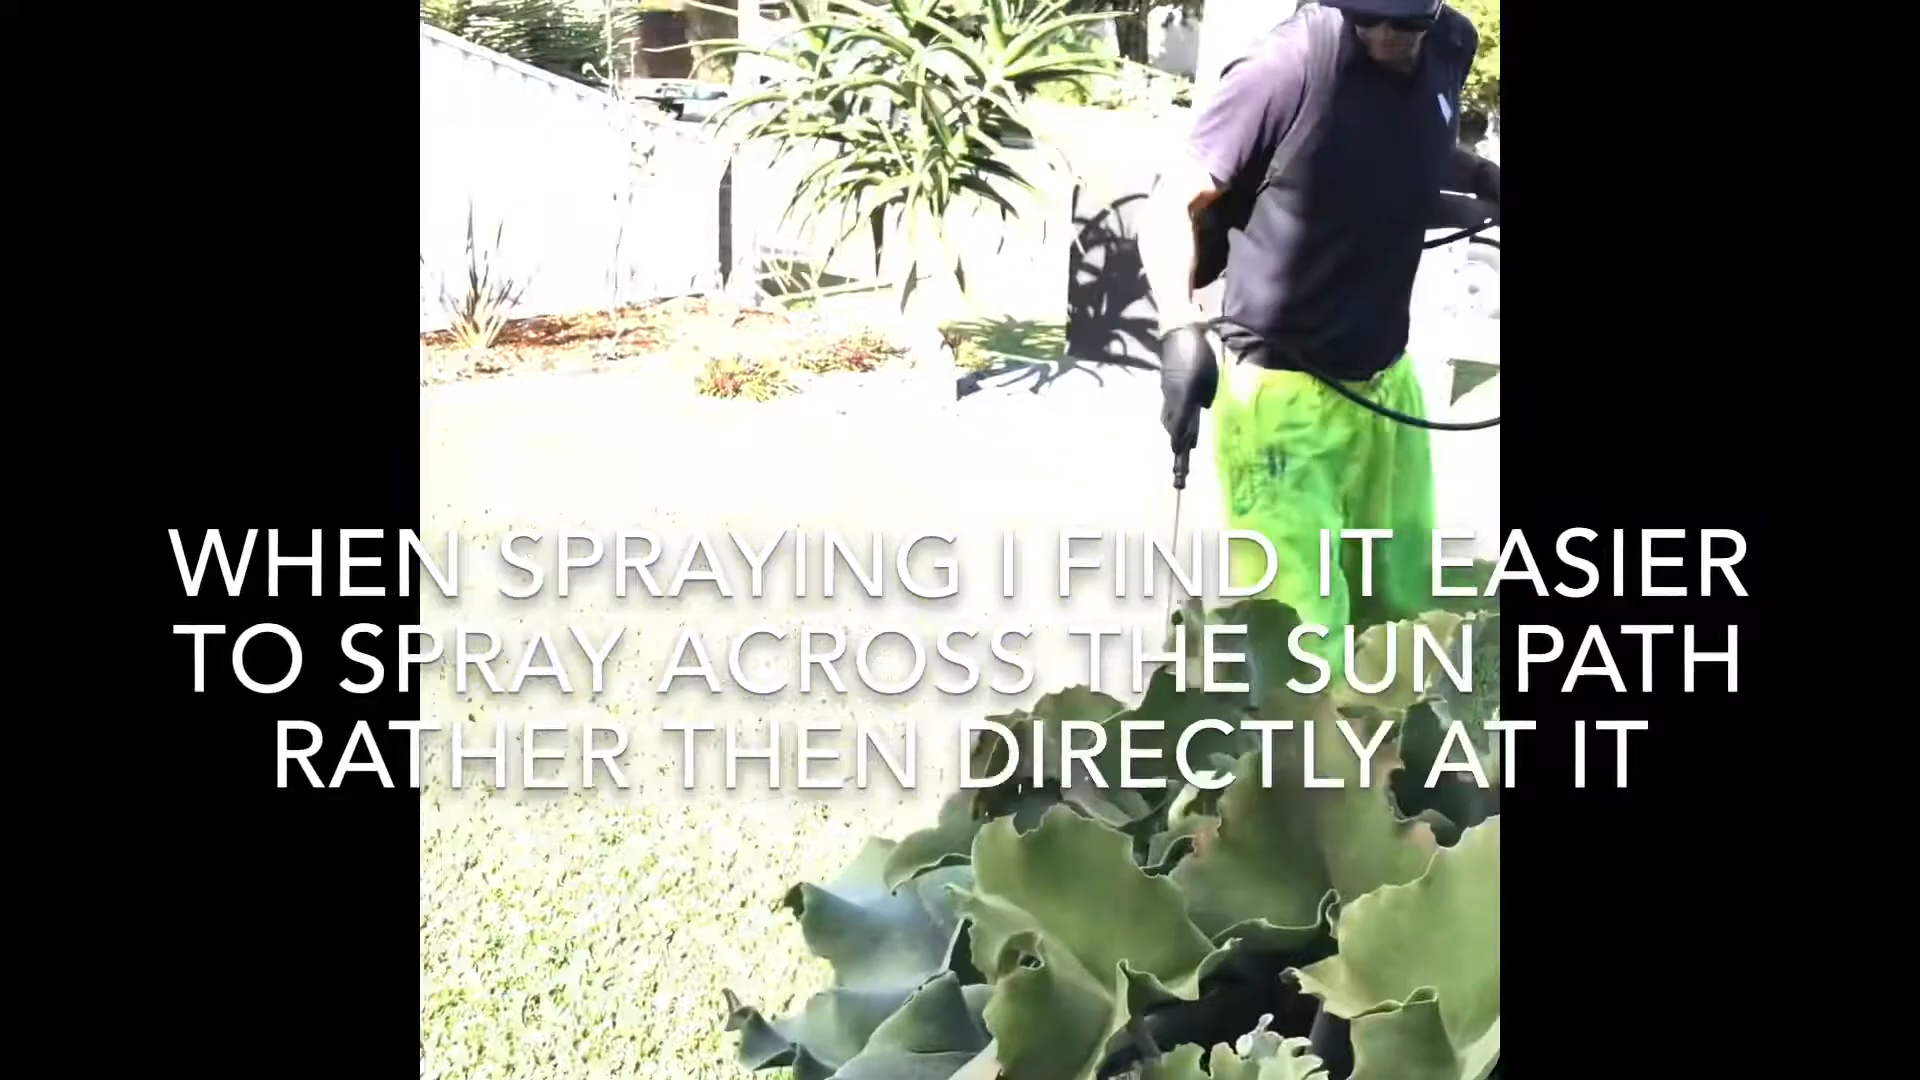 WHEN SPRAYING I FIND IT EASIER
TO SPRAY ACROSS THE SUN PATH
RATHER THEN DIRECTLY AT IT